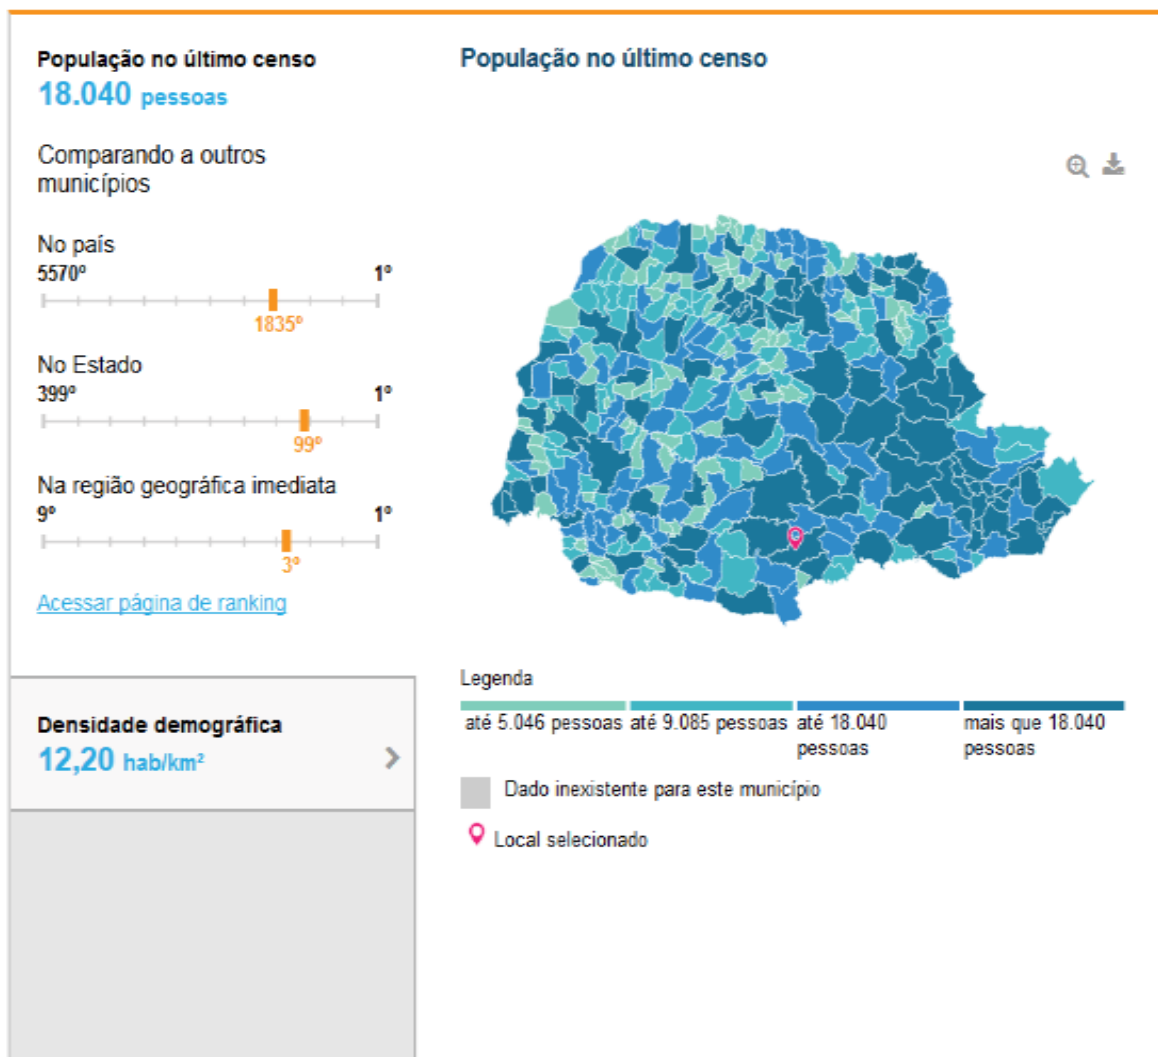 População no último censo
18.040 pessoas
Comparando a outros
municípios
No país
5570º 1º
1835º
No Estado
399º 1º
99º
Na região geográfica imediata
9º 1º
3º
Acessar página de ranking
Densidade demográfica
12,20 hab/km²
População no último censo
Legenda
até 5.046 pessoas
até 9.085 pessoas
até 18.040
pessoas
mais que 18.040
pessoas
Dado inexistente para este município
Local selecionado